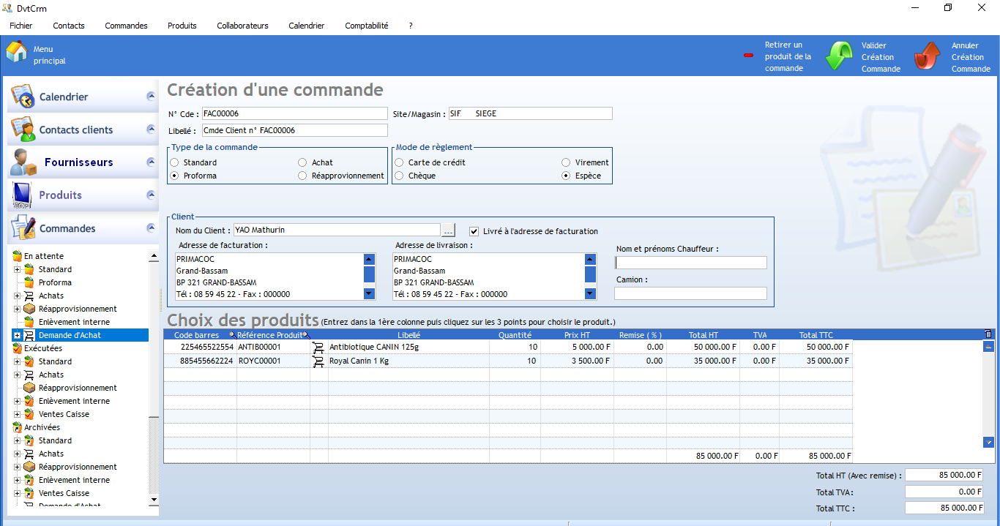 DvtCrm
Fichier Contacts Commandes Produits Collaborateurs Calendrier Comptabilité ?
Menu principal
Retirer un produit de la commande
Valider Création Commande
Annuler Création Commande
Calendrier
Contacts clients
Fournisseurs
Produits
Commandes
En attente
Standard
Proforma
Achats
Réapprovisionnement
Enlèvement interne
Demande d'Achat
Exécutées
Standard
Achats
Réapprovisionnement
Enlèvement interne
Ventes Caisse
Archivées
Standard
Achats
Réapprovisionnement
Enlèvement interne
Ventes Caisse
Demande d'Achat
Création d'une commande
N° Cde : FAC00006 Site/Magasin : SIF SIEGE
Libellé : Cmde Client n° FAC00006
Type de la commande Mode de règlement
Standard Achat Carte de crédit Virement
Proforma Réapprovionnement Chèque Espèce
Client
Nom du Client : YAO Mathurin ... Livré à l'adresse de facturation
Adresse de facturation : Adresse de livraison :
PRIMACOC PRIMACOC
Grand-Bassam Grand-Bassam
BP 321 GRAND-BASSAM BP 321 GRAND-BASSAM
Tél : 08 59 45 22 - Fax : 000000 Tél : 08 59 45 22 - Fax : 000000
Nom et prénoms Chauffeur :
Camion :
Choix des produits (Entrez dans la 1ère colonne puis cliquez sur les 3 points pour choisir le produit.)
Code barres Référence Produit Libellé Quantité Prix HT Remise ( % ) Total HT TVA Total TTC
225465522554 ANTIB00001 Antibiotique CANIN 125g 10 5 000.00 F 0.00 50 000.00 F 0.00 F 50 000.00 F
885455662224 ROYC00001 Royal Canin 1 Kg 10 3 500.00 F 0.00 35 000.00 F 0.00 F 35 000.00 F
85 000.00 F 0.00 F 85 000.00 F
Total HT (Avec remise) : 85 000.00 F
Total TVA : 0.00 F
Total TTC : 85 000.00 F